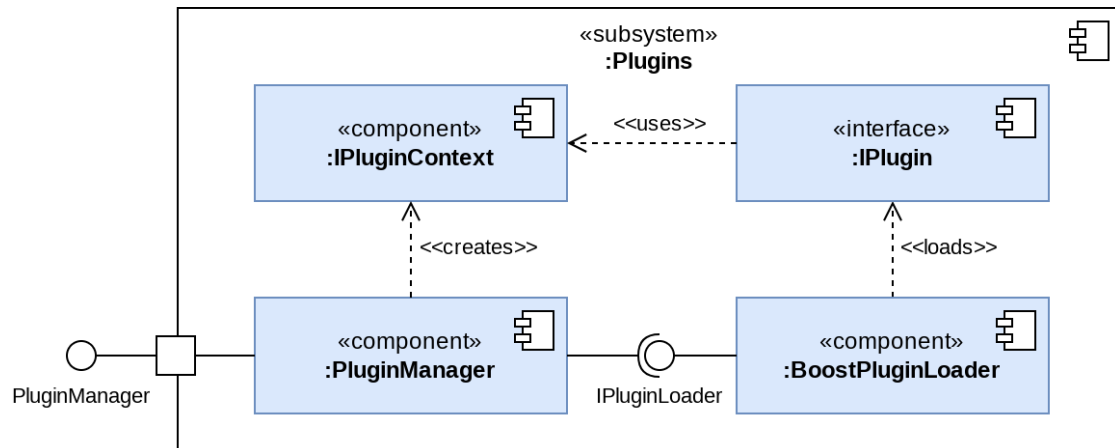 «subsystem»
:Plugins
«component»
:IPluginContext
<<uses>>
«interface»
:IPlugin
<<creates>>
<<loads>>
«component»
:PluginManager
«component»
:BoostPluginLoader
PluginManager
IPluginLoader